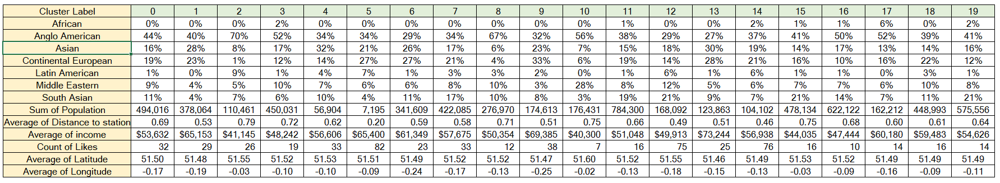 Cluster Label 0 1 2 3 4 5 6 7 8 9 10 11 12 13 14 15 16 17 18 19
African 0% 0% 0% 2% 0% 0% 0% 0% 0% 0% 0% 1% 0% 0% 2% 1% 1% 6% 0% 2%
Anglo American 44% 40% 70% 52% 34% 34% 29% 34% 67% 32% 56% 38% 29% 27% 37% 41% 50% 52% 39% 41%
Asian 16% 28% 8% 17% 32% 21% 26% 17% 6% 23% 7% 15% 18% 30% 19% 14% 17% 13% 14% 16%
Continental European 19% 23% 1% 12% 14% 27% 27% 21% 4% 33% 6% 19% 14% 28% 21% 16% 10% 16% 22% 12%
Latin American 1% 0% 9% 1% 4% 7% 1% 3% 3% 2% 0% 1% 6% 1% 6% 1% 1% 0% 3% 1%
Middle Eastern 9% 4% 5% 10% 7% 6% 6% 8% 10% 3% 28% 8% 12% 5% 6% 7% 7% 6% 10% 8%
South Asian 11% 4% 7% 6% 10% 4% 11% 17% 10% 8% 3% 19% 21% 9% 7% 21% 14% 7% 11% 21%
Sum of Population 494,016 378,064 110,461 450,031 56,904 7,195 341,609 422,085 276,970 174,613 176,431 784,300 168,092 123,863 104,102 478,134 622,122 162,212 448,993 575,556
Average of Distance to station 0.69 0.53 0.79 0.72 0.62 0.20 0.59 0.58 0.71 0.51 0.75 0.66 0.49 0.51 0.46 0.75 0.68 0.60 0.61 0.64
Average of income $53,632 $65,153 $41,145 $48,242 $56,606 $65,400 $61,349 $57,675 $50,354 $69,385 $40,300 $51,048 $49,913 $73,244 $56,938 $44,035 $47,444 $60,180 $59,483 $54,626
Count of Likes 32 29 26 19 33 82 23 33 12 38 7 16 75 25 76 16 10 14 16 14
Average of Latitude 51.50 51.48 51.55 51.52 51.53 51.51 51.49 51.52 51.52 51.47 51.60 51.52 51.55 51.46 51.49 51.53 51.52 51.49 51.49 51.49
Average of Longitude -0.17 -0.19 -0.03 -0.10 -0.10 -0.09 -0.24 -0.17 -0.13 -0.25 -0.02 -0.13 -0.18 -0.15 -0.13 -0.03 -0.09 -0.16 -0.09 -0.11